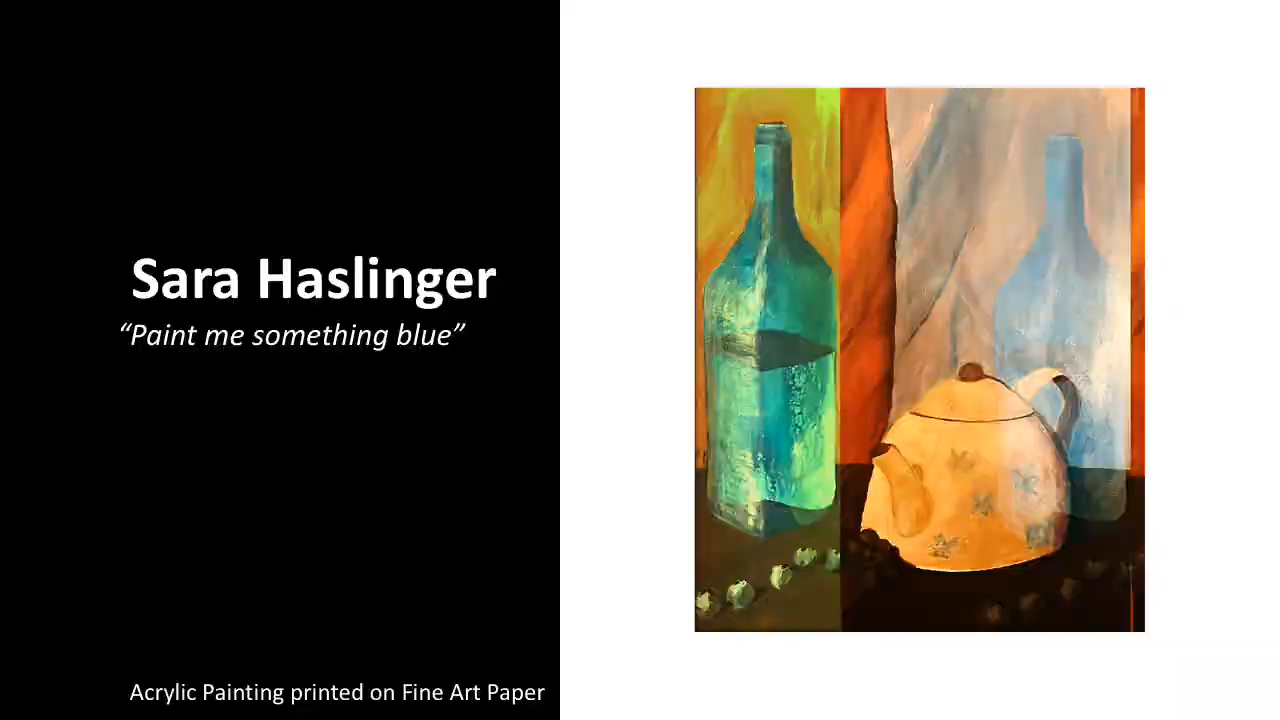 Sara Haslinger
“Paint me something blue”
Acrylic Painting printed on Fine Art Paper